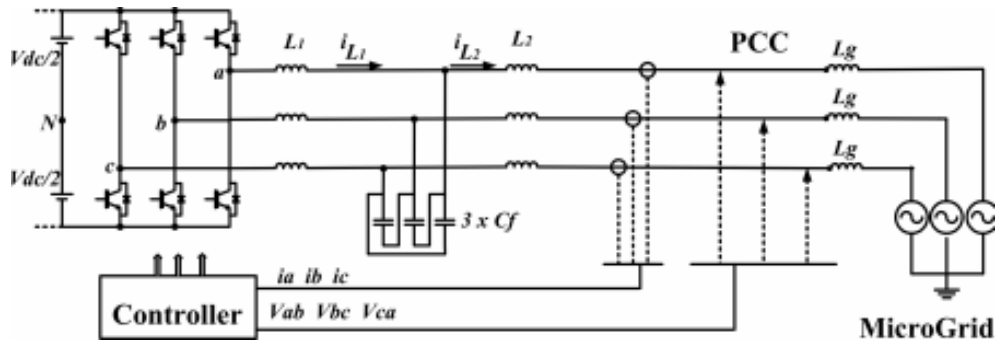 L1 iL1 iL2 L2 PCC Lg
Vdc/2
a
N b Lg
c Lg
Vdc/2
3 x Cf
ia ib ic
Controller
Vab Vbc Vca
MicroGrid